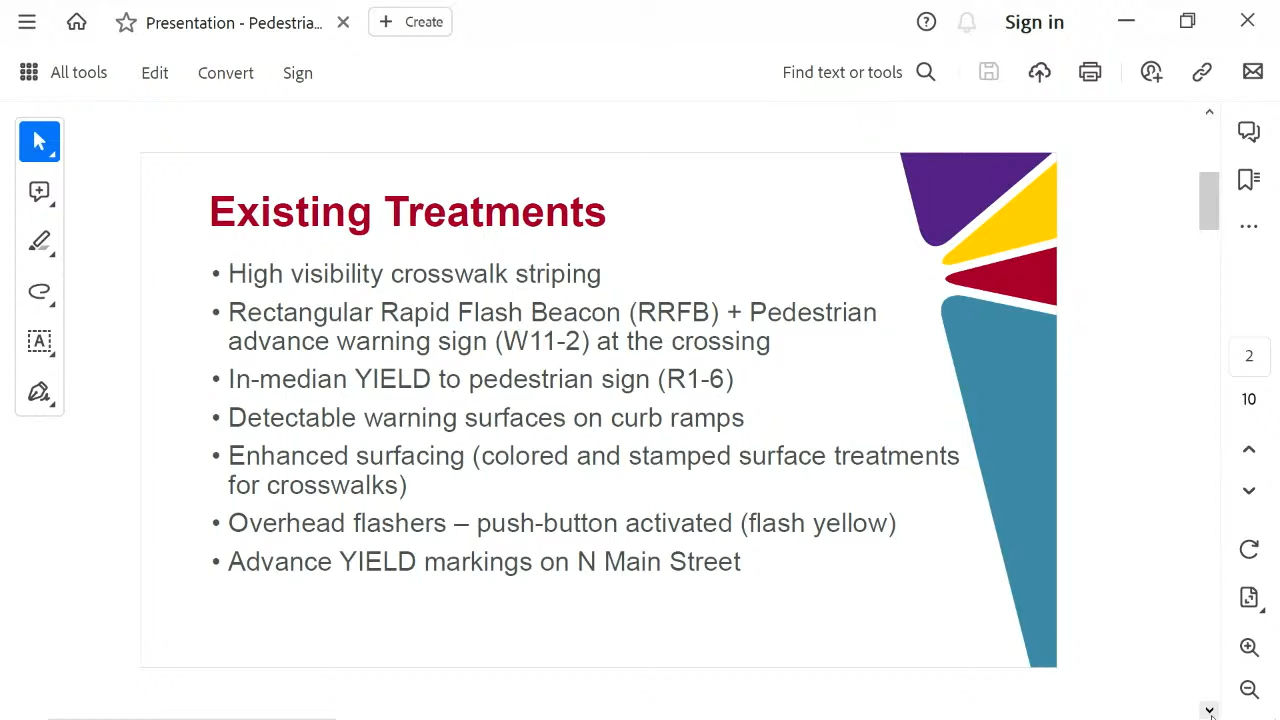 Presentation - Pedestria...
Create
Sign in
All tools
Edit
Convert
Sign
Find text or tools
Existing Treatments
• High visibility crosswalk striping
• Rectangular Rapid Flash Beacon (RRFB) + Pedestrian
advance warning sign (W11-2) at the crossing
• In-median YIELD to pedestrian sign (R1-6)
• Detectable warning surfaces on curb ramps
• Enhanced surfacing (colored and stamped surface treatments
for crosswalks)
• Overhead flashers – push-button activated (flash yellow)
• Advance YIELD markings on N Main Street
2
10